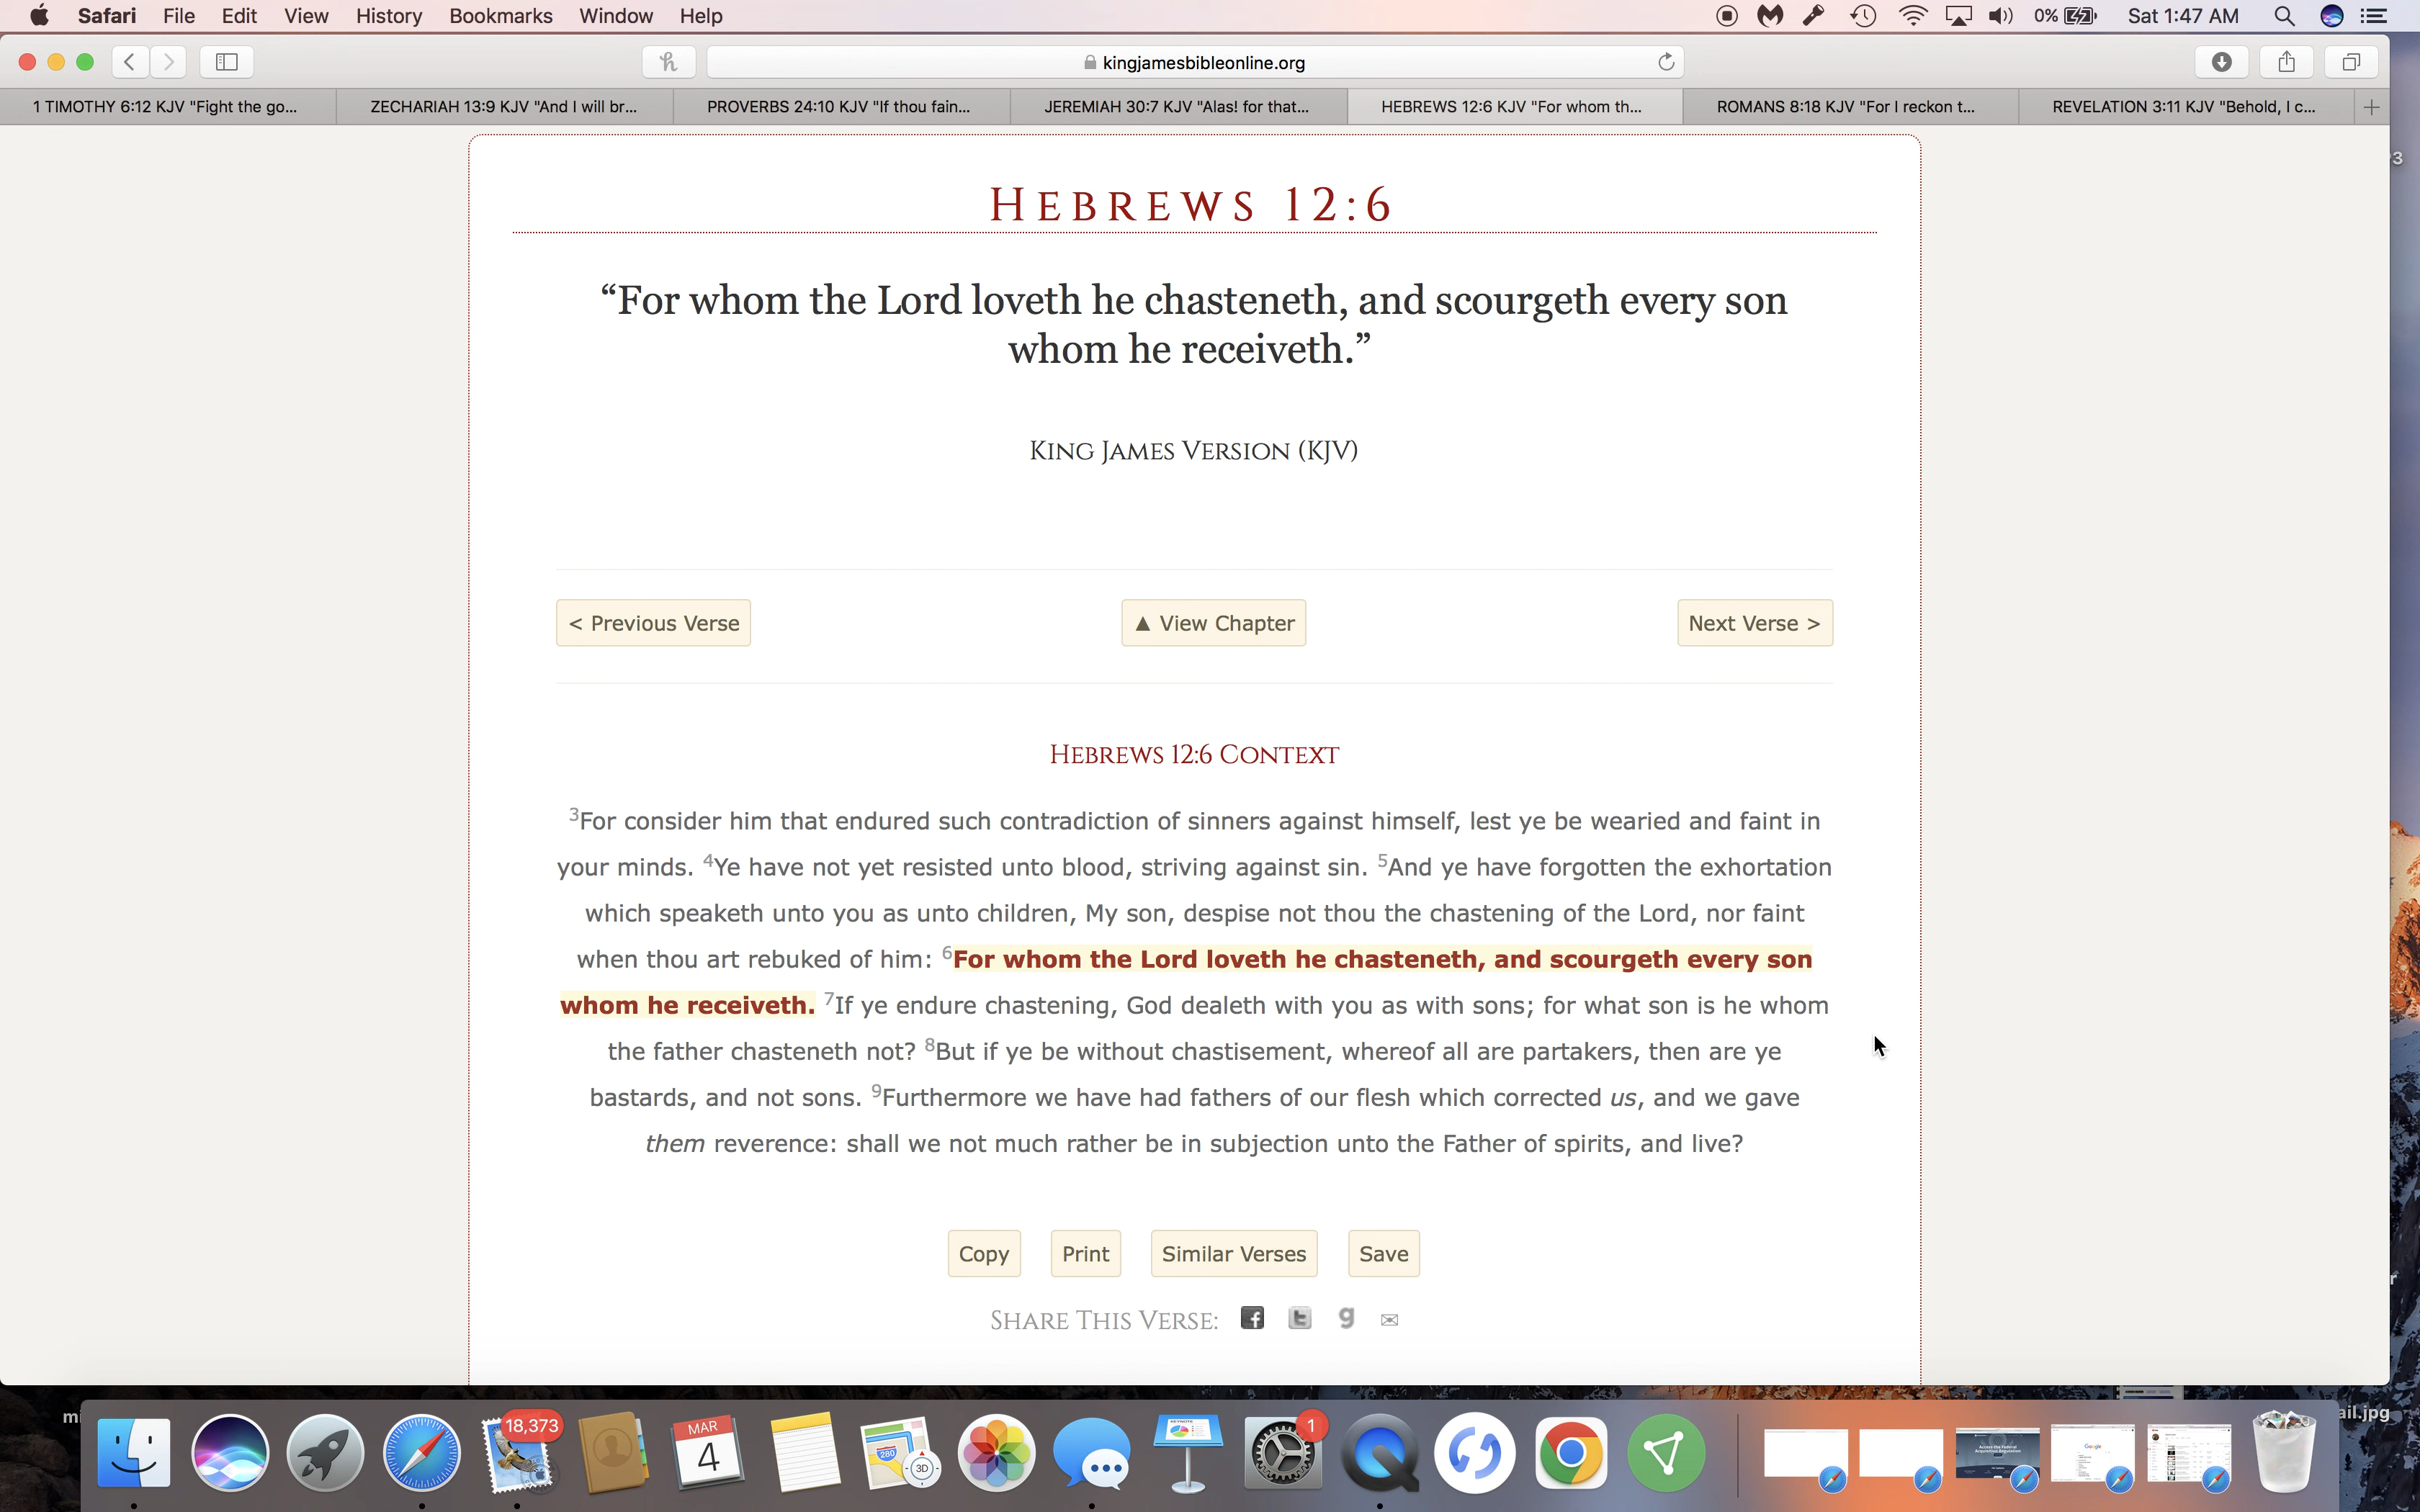 Safari File Edit View History Bookmarks Window Help 0% Sat 1:47 AM
kingjamesbibleonline.org
1 TIMOTHY 6:12 KJV "Fight the go... ZECHARIAH 13:9 KJV "And I will br... PROVERBS 24:10 KJV "If thou fain... JEREMIAH 30:7 KJV "Alas! for that... HEBREWS 12:6 KJV "For whom th... ROMANS 8:18 KJV "For I reckon t... REVELATION 3:11 KJV "Behold, I c...
HEBREWS 12:6
“For whom the Lord loveth he chasteneth, and scourgeth every son
whom he receiveth.”
KING JAMES VERSION (KJV)
< Previous Verse ▲ View Chapter Next Verse >
HEBREWS 12:6 CONTEXT
3For consider him that endured such contradiction of sinners against himself, lest ye be wearied and faint in
your minds. 4Ye have not yet resisted unto blood, striving against sin. 5And ye have forgotten the exhortation
which speaketh unto you as unto children, My son, despise not thou the chastening of the Lord, nor faint
when thou art rebuked of him: 6For whom the Lord loveth he chasteneth, and scourgeth every son
whom he receiveth. 7If ye endure chastening, God dealeth with you as with sons; for what son is he whom
the father chasteneth not? 8But if ye be without chastisement, whereof all are partakers, then are ye
bastards, and not sons. 9Furthermore we have had fathers of our flesh which corrected us, and we gave
them reverence: shall we not much rather be in subjection unto the Father of spirits, and live?
Copy Print Similar Verses Save
SHARE THIS VERSE:
ail.jpg
18,373 MAR 4 280 3D KEYNOTE 1